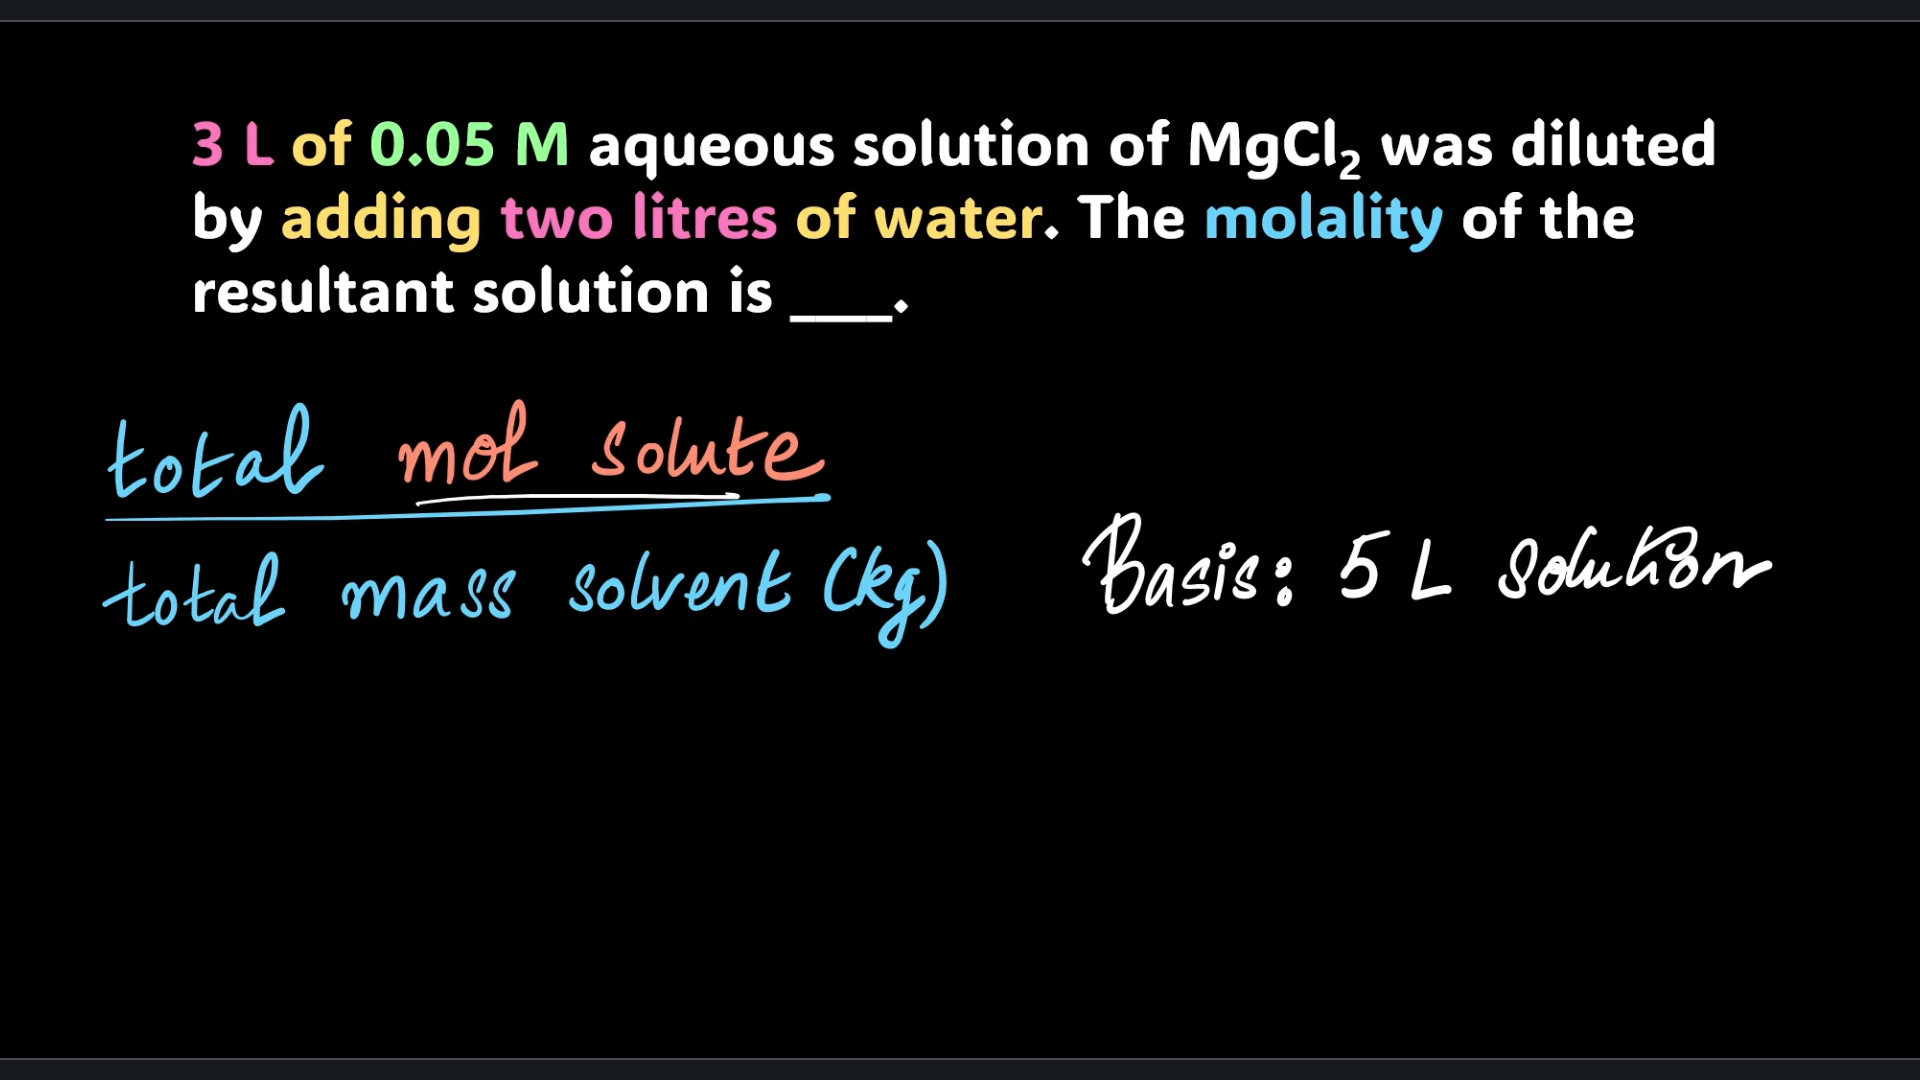 3 L of 0.05 M aqueous solution of MgCl₂ was diluted
by adding two litres of water. The molality of the
resultant solution is ____.
total mol solute
total mass solvent (kg)
Basis: 5 L solution